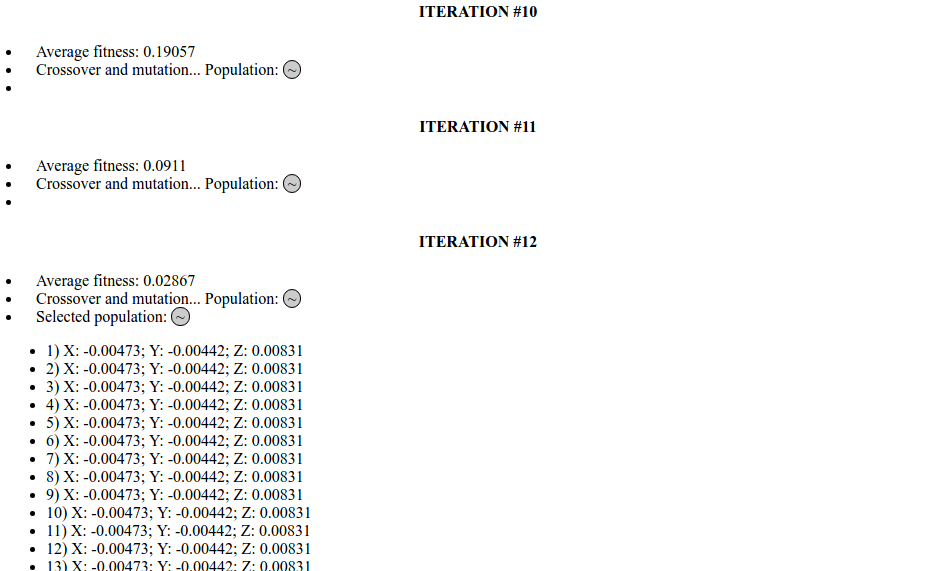 ITERATION #10
Average fitness: 0.19057
Crossover and mutation... Population: ~
ITERATION #11
Average fitness: 0.0911
Crossover and mutation... Population: ~
ITERATION #12
Average fitness: 0.02867
Crossover and mutation... Population: ~
Selected population: ~
1) X: -0.00473; Y: -0.00442; Z: 0.00831
2) X: -0.00473; Y: -0.00442; Z: 0.00831
3) X: -0.00473; Y: -0.00442; Z: 0.00831
4) X: -0.00473; Y: -0.00442; Z: 0.00831
5) X: -0.00473; Y: -0.00442; Z: 0.00831
6) X: -0.00473; Y: -0.00442; Z: 0.00831
7) X: -0.00473; Y: -0.00442; Z: 0.00831
8) X: -0.00473; Y: -0.00442; Z: 0.00831
9) X: -0.00473; Y: -0.00442; Z: 0.00831
10) X: -0.00473; Y: -0.00442; Z: 0.00831
11) X: -0.00473; Y: -0.00442; Z: 0.00831
12) X: -0.00473; Y: -0.00442; Z: 0.00831
13) X: -0.00473; Y: -0.00442; Z: 0.00831